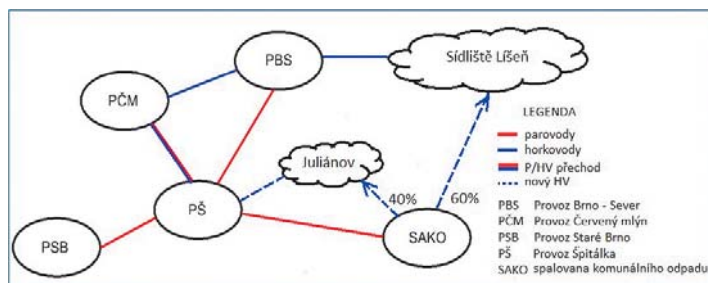 PBS
Sídliště Líšeň
PČM
LEGENDA
parovody
horkovody
P/HV přechod
nový HV
Juliánov
40%
60%
PŠ
SAKO
PSB
PBS Provoz Brno - Sever
PČM Provoz Červený mlýn
PSB Provoz Staré Brno
PŠ Provoz Špitálka
SAKO spalovana komunálního odpadu